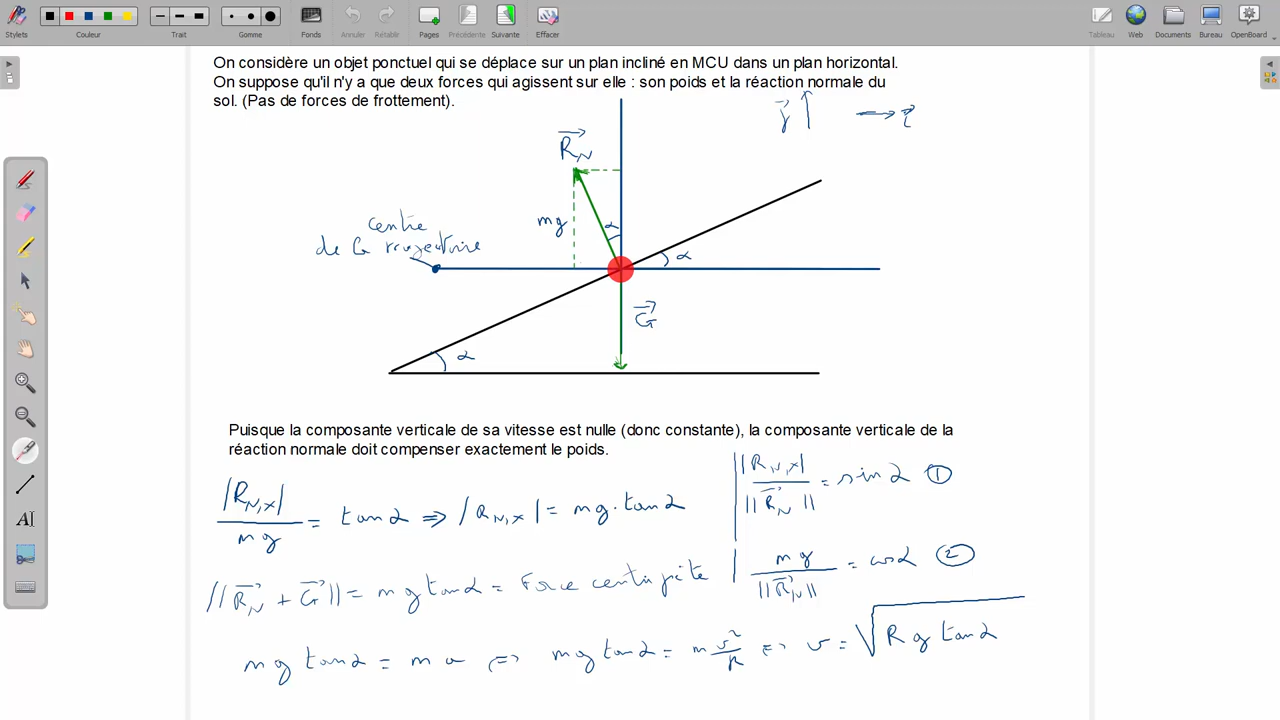 Stylets Couleur Trait Gomme Fonds Annuler Rétablir Pages Précédente Suivante Effacer Tableau Web Documents Bureau OpenBoard
On considère un objet ponctuel qui se déplace sur un plan incliné en MCU dans un plan horizontal.
On suppose qu'il n'y a que deux forces qui agissent sur elle : son poids et la réaction normale du
sol. (Pas de forces de frottement).
R_N
mg
α
α
centre
de la trajectoire
G
α
Puisque la composante verticale de sa vitesse est nulle (donc constante), la composante verticale de la
réaction normale doit compenser exactement le poids.
|R_N,x| / mg = tan α ⇒ |R_N,x| = mg · tan α
|R_N,x| / ||R_N|| = sin α ①
mg / ||R_N|| = cos α ②
||R_N + G|| = mg tan α = Force centripète
mg tan α = m a ⇔ mg tan α = m v²/R ⇔ v = √(R g tan α)
AI